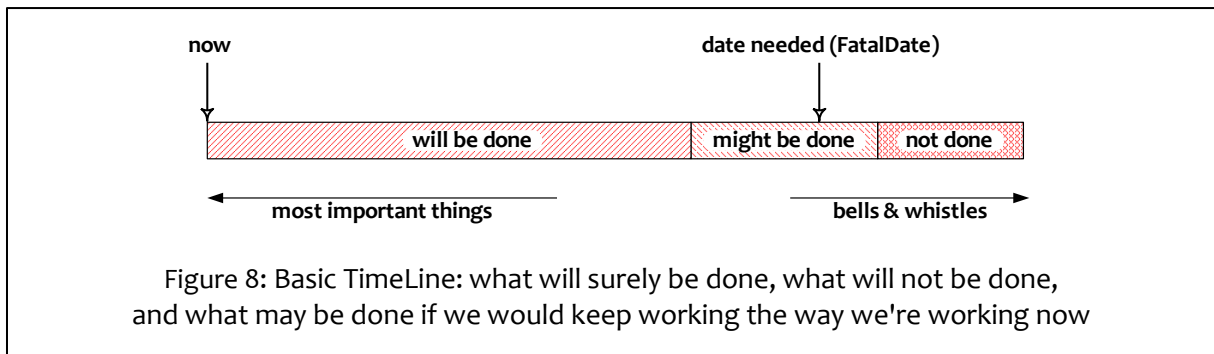 now
date needed (FatalDate)
will be done
might be done
not done
most important things
bells & whistles
Figure 8: Basic TimeLine: what will surely be done, what will not be done,
and what may be done if we would keep working the way we're working now